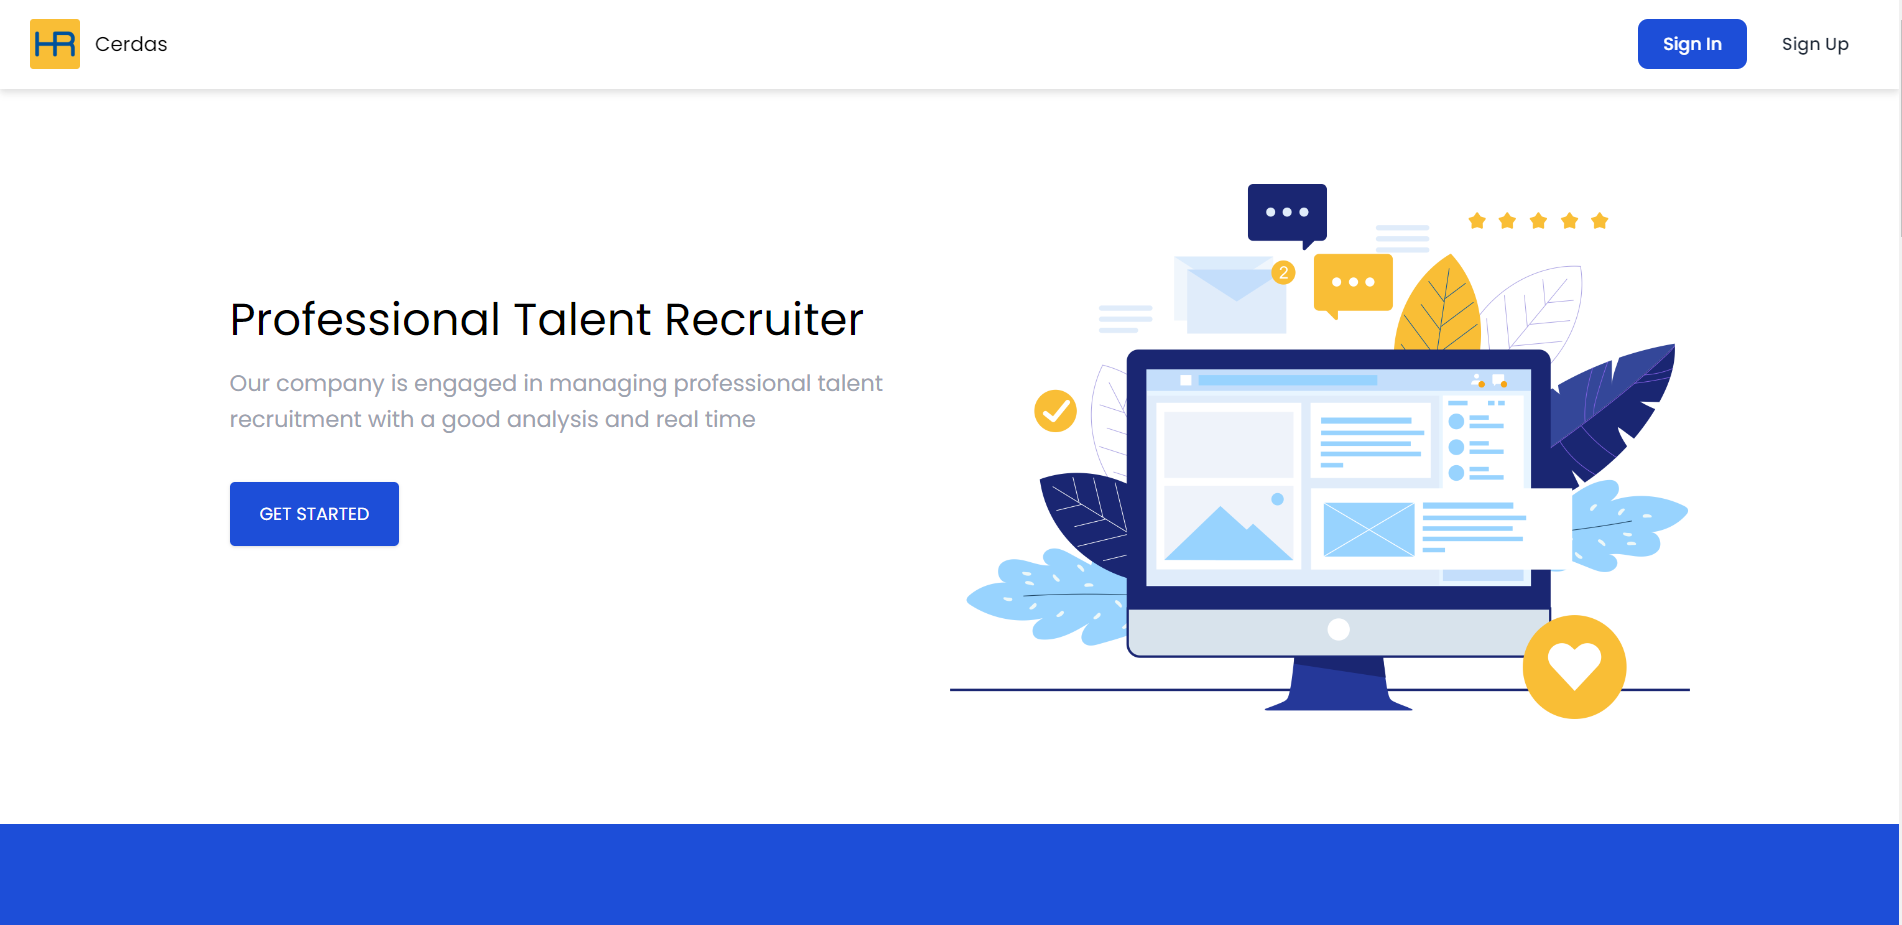 HR
Cerdas
Sign In
Sign Up
2
Professional Talent Recruiter
Our company is engaged in managing professional talent
recruitment with a good analysis and real time
GET STARTED